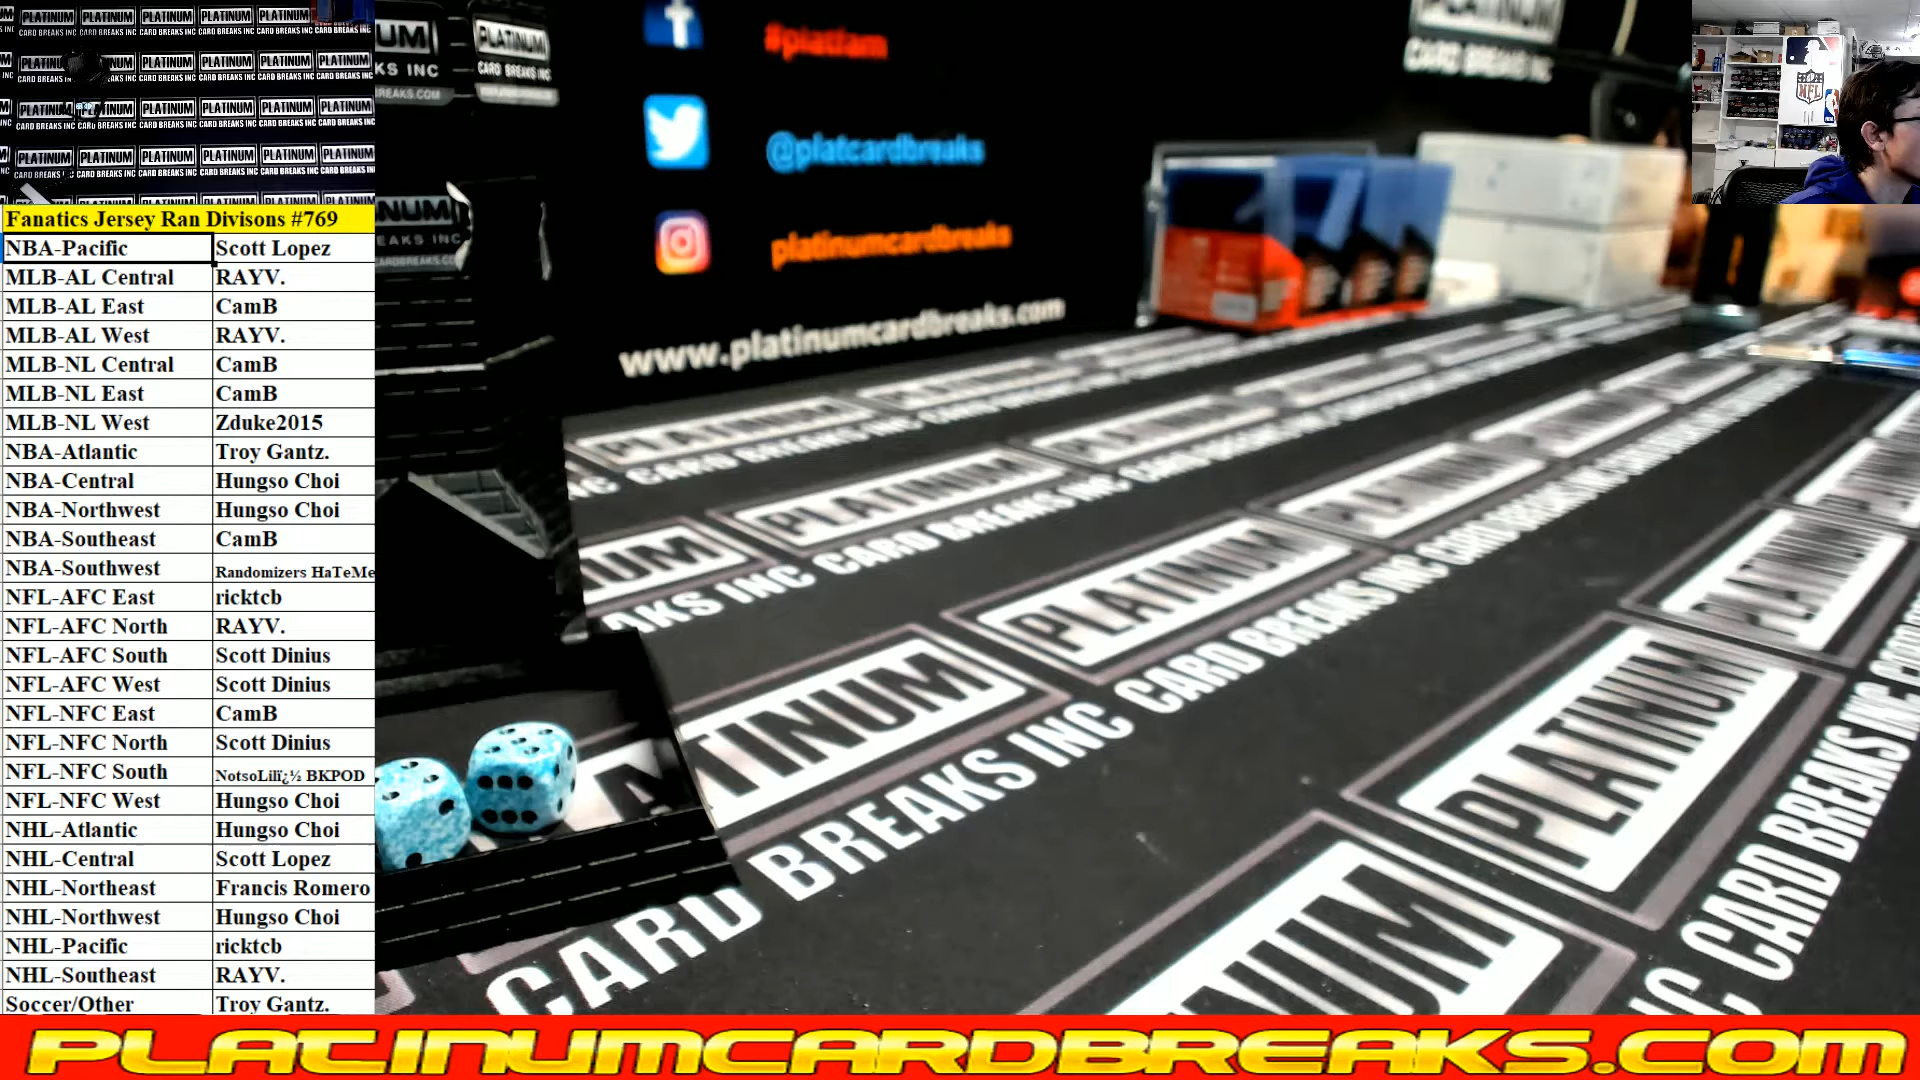 Fanatics Jersey Ran Divisons #769
NBA-Pacific Scott Lopez
MLB-AL Central RAYV.
MLB-AL East CamB
MLB-AL West RAYV.
MLB-NL Central CamB
MLB-NL East CamB
MLB-NL West Zduke2015
NBA-Atlantic Troy Gantz.
NBA-Central Hungso Choi
NBA-Northwest Hungso Choi
NBA-Southeast CamB
NBA-Southwest Randomizers HaTeMe
NFL-AFC East ricktcb
NFL-AFC North RAYV.
NFL-AFC South Scott Dinius
NFL-AFC West Scott Dinius
NFL-NFC East CamB
NFL-NFC North Scott Dinius
NFL-NFC South NotsoLilï¿½ BKPOD
NFL-NFC West Hungso Choi
NHL-Atlantic Hungso Choi
NHL-Central Scott Lopez
NHL-Northeast Francis Romero
NHL-Northwest Hungso Choi
NHL-Pacific ricktcb
NHL-Southeast RAYV.
Soccer/Other Troy Gantz.
#platfam
@platcardbreaks
platinumcardbreaks
www.platinumcardbreaks.com
PLATINUM
CARD BREAKS INC
NFL
PLATINUM
CARD BREAKS INC
PLATINUMCARDBREAKS.COM